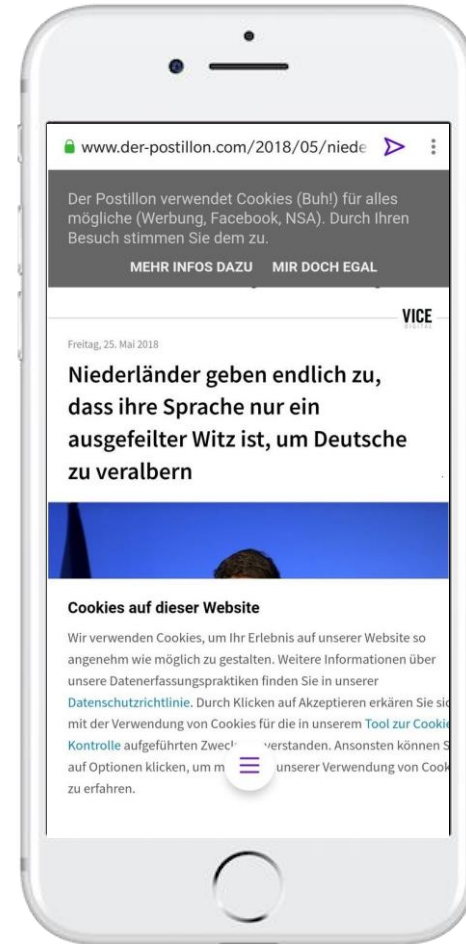 www.der-postillon.com/2018/05/niede
Der Postillon verwendet Cookies (Buh!) für alles
mögliche (Werbung, Facebook, NSA). Durch Ihren
Besuch stimmen Sie dem zu.
MEHR INFOS DAZU MIR DOCH EGAL
VICE
DIGITAL
Freitag, 25. Mai 2018
Niederländer geben endlich zu,
dass ihre Sprache nur ein
ausgefeilter Witz ist, um Deutsche
zu veralbern
Cookies auf dieser Website
Wir verwenden Cookies, um Ihr Erlebnis auf unserer Website so
angenehm wie möglich zu gestalten. Weitere Informationen über
unsere Datenerfassungspraktiken finden Sie in unserer
Datenschutzrichtlinie. Durch Klicken auf Akzeptieren erkären Sie
mit der Verwendung von Cookies für die in unserem Tool zur Cookie
Kontrolle aufgeführten verstanden. Ansonsten können
auf Optionen klicken, um unserer Verwendung von
zu erfahren.